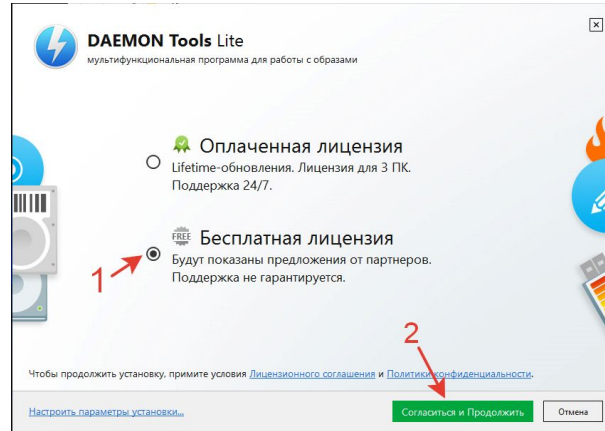 DAEMON Tools Lite
мультифункциональная программа для работы с образами
Оплаченная лицензия
Lifetime-обновления. Лицензия для 3 ПК.
Поддержка 24/7.
FREE Бесплатная лицензия
1
Будут показаны предложения от партнеров.
Поддержка не гарантируется.
2
Чтобы продолжить установку, примите условия Лицензионного соглашения и Политики конфиденциальности.
Настроить параметры установки... Согласиться и Продолжить Отмена